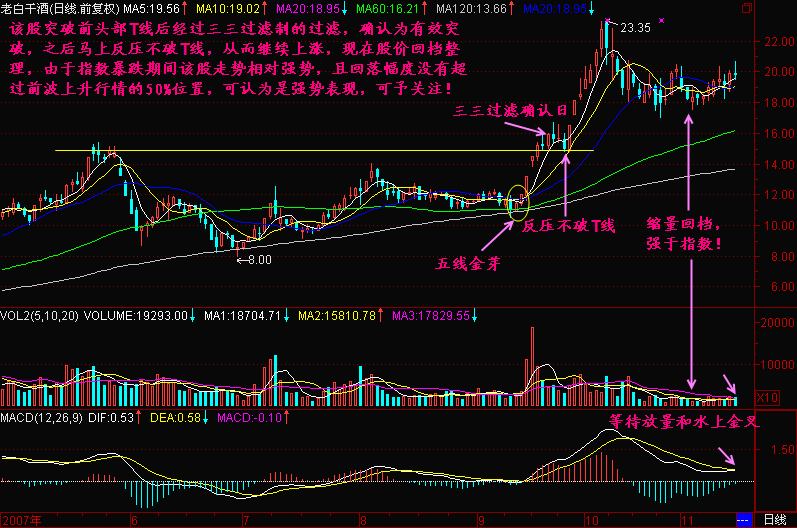 老白干酒(日线.前复权) MA5:19.56↑ MA10:19.02↑ MA20:18.95↓ MA60:16.21↑ MA120:13.66↑ MA20:18.95↓
该股突破前头部T线后经过三三过滤制的过滤，确认为有效突
破，之后马上反压不破T线，从而继续上涨，现在股价回档整
理，由于指数暴跌期间该股走势相对强势，且回落幅度没有超
过前波上升行情的50%位置，可认为是强势表现，可予关注！
23.35
22.00
20.00
18.00
三三过滤确认日！
16.00
14.00
12.00
反压不破T线
缩量回档，
强于指数！
10.00
五线金芽
8.00
8.00
6.00
VOL2(5,10,20) VOLUME:19293.00↓ MA1:18704.71↓ MA2:15810.78↑ MA3:17829.55↓
20000
10000
X10
MACD(12,26,9) DIF:0.53↑ DEA:0.58↓ MACD:-0.10↑
等待放量和水上金叉
1.50
2007年 6 7 8 9 10 11 日线